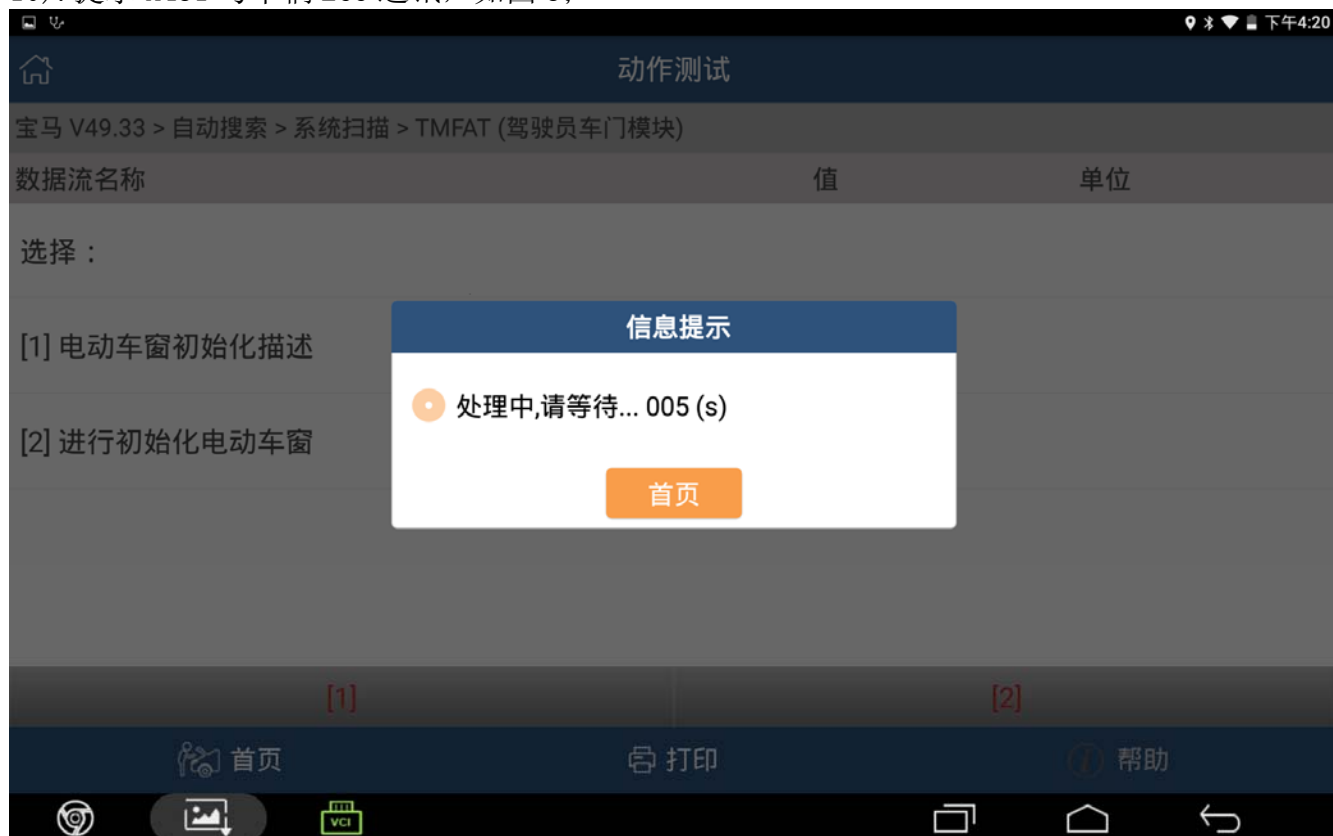 下午4:20
动作测试
宝马 V49.33 > 自动搜索 > 系统扫描 > TMFAT (驾驶员车门模块)
数据流名称 值 单位
选择：
[1] 电动车窗初始化描述
信息提示
处理中,请等待... 005 (s)
[2] 进行初始化电动车窗
首页
[1] [2]
首页 打印 帮助
VCI